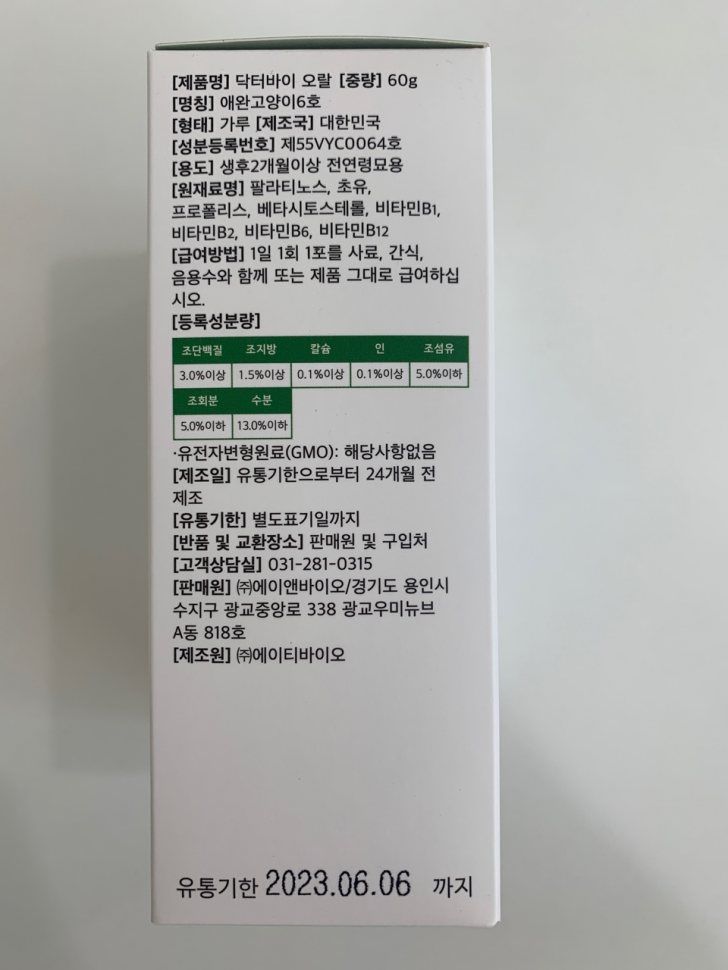 [제품명] 닥터바이 오랄 [중량] 60g
[명칭] 애완고양이6호
[형태] 가루 [제조국] 대한민국
[성분등록번호] 제55VYC0064호
[용도] 생후2개월이상 전연령묘용
[원재료명] 팔라티노스, 초유,
프로폴리스, 베타시토스테롤, 비타민B1,
비타민B2, 비타민B6, 비타민B12
[급여방법] 1일 1회 1포를 사료, 간식,
음용수와 함께 또는 제품 그대로 급여하십
시오.
[등록성분량]
조단백질 조지방 칼슘 인 조섬유
3.0%이상 1.5%이상 0.1%이상 0.1%이상 5.0%이하
조회분 수분
5.0%이하 13.0%이하
·유전자변형원료(GMO): 해당사항없음
[제조일] 유통기한으로부터 24개월 전
제조
[유통기한] 별도표기일까지
[반품 및 교환장소] 판매원 및 구입처
[고객상담실] 031-281-0315
[판매원] ㈜에이앤바이오/경기도 용인시
수지구 광교중앙로 338 광교우미뉴브
A동 818호
[제조원] ㈜에이티바이오
유통기한 2023.06.06 까지